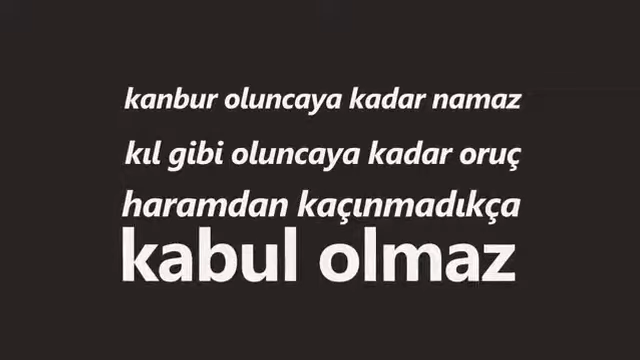 kanbur oluncaya kadar namaz
kıl gibi oluncaya kadar oruç
haramdan kaçınmadıkça
kabul olmaz